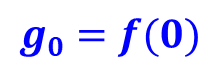 g₀ = f(0)